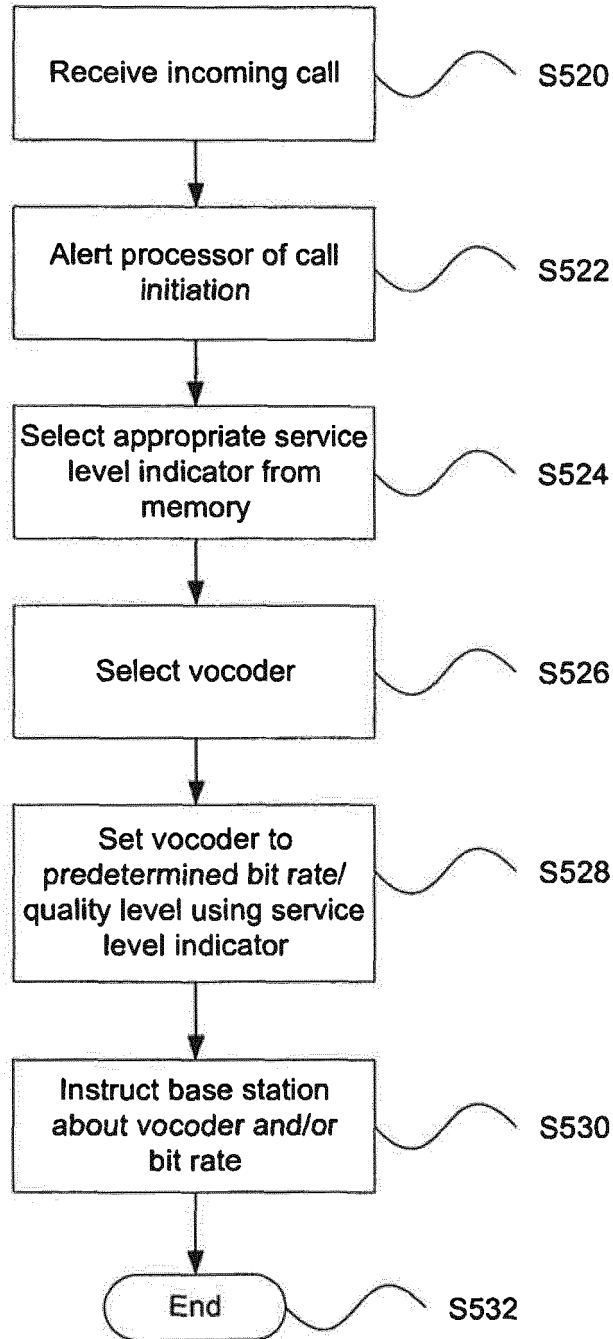 Receive incoming call
S520
Alert processor of call
initiation
S522
Select appropriate service
level indicator from
memory
S524
Select vocoder
S526
Set vocoder to
predetermined bit rate/
quality level using service
level indicator
S528
Instruct base station
about vocoder and/or
bit rate
S530
End
S532